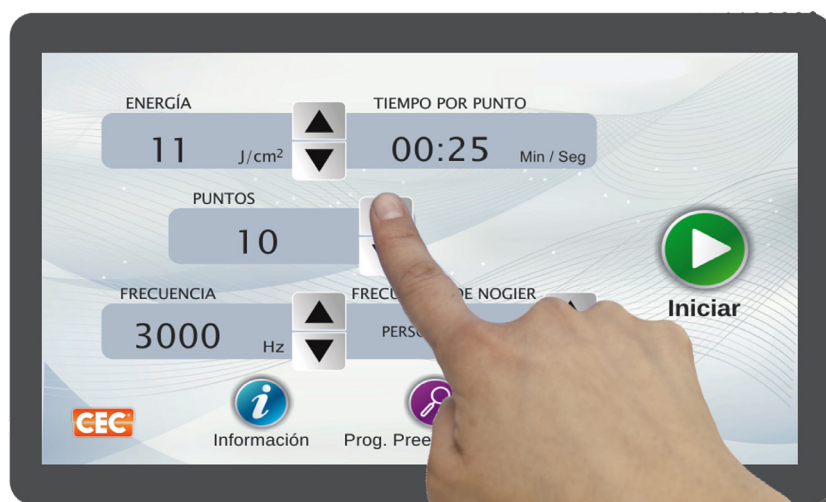 ENERGÍA
11 J/cm²
TIEMPO POR PUNTO
00:25 Min / Seg
PUNTOS
10
FRECUENCIA
3000 Hz
DE NOGIER
Iniciar
CEC
Información
Prog.